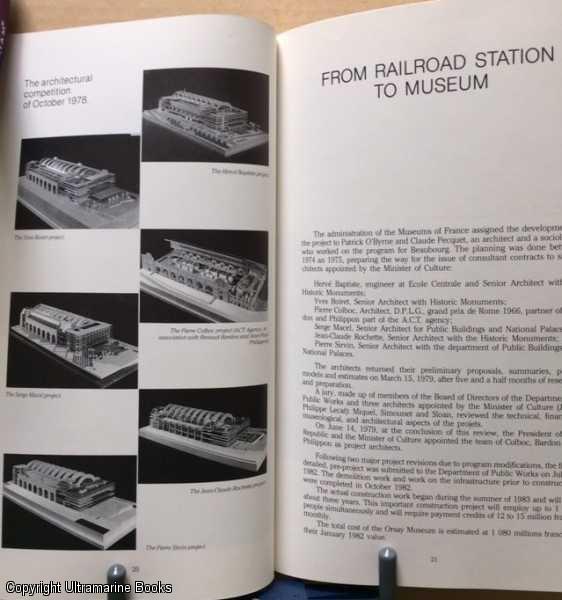 The architectural
competition
of October 1978.
The Hervé Baptiste project
The Yves Boiret project
The Pierre Colboc project (A.C.T. Agency, in
association with Renaud Bardon and Jean-Paul
Philippon)
The Serge Macel project
The Jean-Claude Rochette project
The Pierre Sirvin project
20
FROM RAILROAD STATION
TO MUSEUM
The administration of the Museums of France assigned the developme
the project to Patrick O'Byrne and Claude Pecquet, an architect and a sociol
who worked on the program for Beaubourg. The planning was done bet
1974 an 1975, preparing the way for the issue of consultant contracts to s
chitects appointed by the Minister of Culture:
Hervé Baptiste, engineer at Ecole Centrale and Senior Architect with
Historic Monuments;
Yves Boiret, Senior Architect with Historic Monuments;
Pierre Colboc, Architect, D.P.L.G., grand prix de Rome 1966, partner of
don and Philippon part of the A.C.T. agency;
Serge Macel, Senior Architect for Public Buildings and National Palace
Jean-Claude Rochette, Senior Architect with the Historic Monuments;
Pierre Sirvin, Senior Architect with the department of Public Buildings
National Palaces.
The architects returned their preliminary proposals, summaries, p
models and estimates on March 15, 1979, after five and a half months of rese
and preparation.
A jury, made up of members of the Board of Directors of the Departme
Public Works and three architects appointed by the Minister of Culture (J
Philippe Lecat) Miquel, Simounet and Sloan, reviewed the technical, finan
museological, and architectural aspects of the projets.
On June 14, 1979, at the conclusion of this review, the President of
Republic and the Minister of Culture appointed the team of Colboc, Bardon
Philippon as project architects.
Following two major project revisions due to program modifications, the f
detailed, pre-project was submitted to the Department of Public Works on Ju
1982. The demolition work and work on the infrastructure prior to construc
were completed in October 1982.
The actual construction work began during the summer of 1983 and will
about three years. This important construction project will employ up to 1
people simultaneously and will require payment credits of 12 to 15 million fran
monthly.
The total cost of the Orsay Museum is estimated at 1 080 millions franc
their January 1982 value.
21
Copyright Ultramarine Books